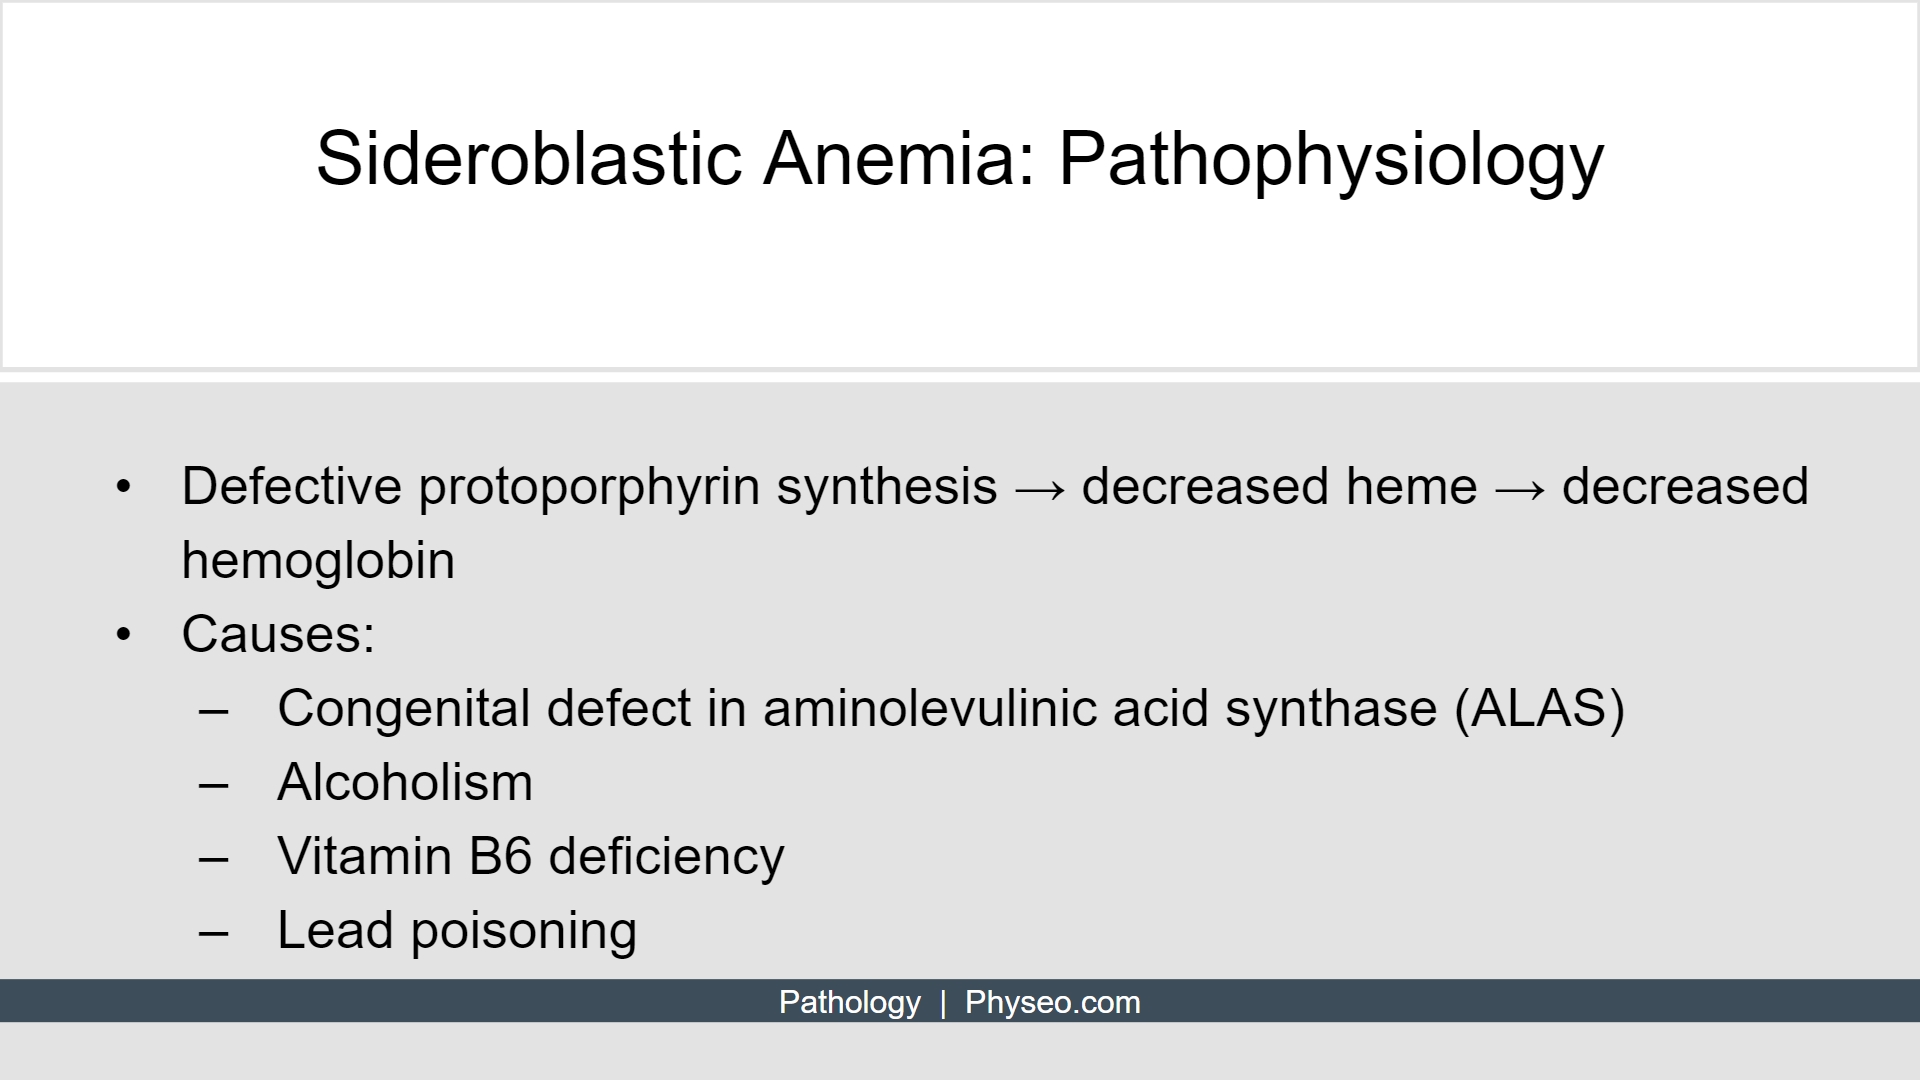 Sideroblastic Anemia: Pathophysiology
• Defective protoporphyrin synthesis → decreased heme → decreased
hemoglobin
• Causes:
– Congenital defect in aminolevulinic acid synthase (ALAS)
– Alcoholism
– Vitamin B6 deficiency
– Lead poisoning
Pathology | Physeo.com